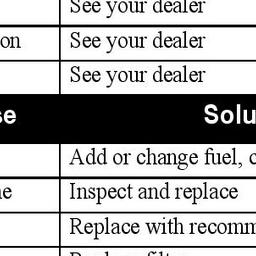 See your dealer
on See your dealer
See your dealer
se Solu
Add or change fuel, c
ne Inspect and replace
Replace with recomm